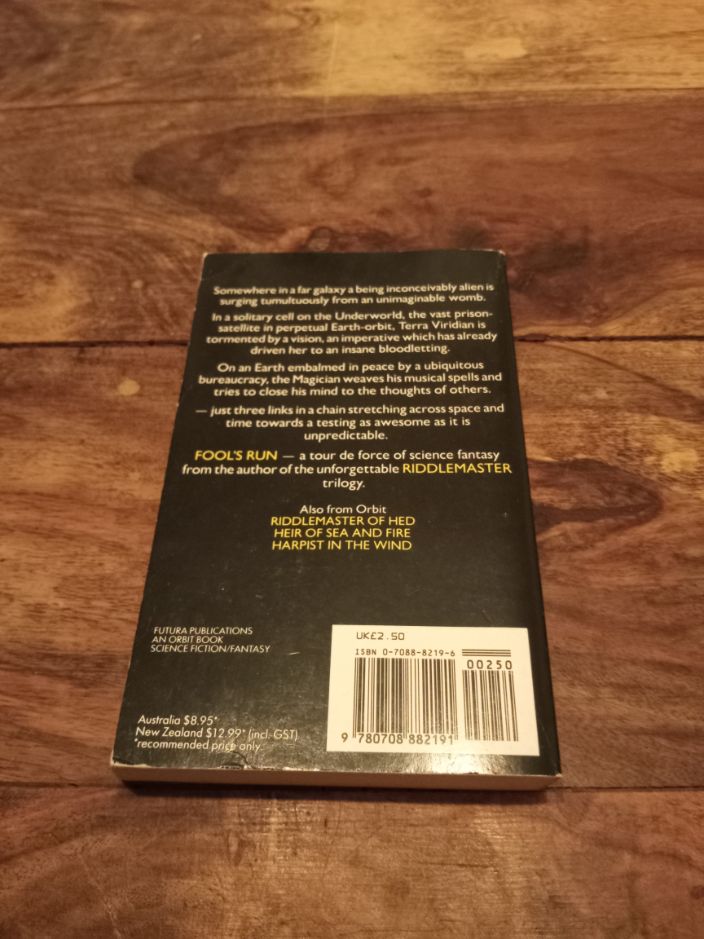 Somewhere in a far galaxy a being inconceivably alien is
surging tumultuously from an unimaginable womb.
In a solitary cell on the Underworld, the vast prison-
satellite in perpetual Earth-orbit, Terra Viridian is
tormented by a vision, an imperative which has already
driven her to an insane bloodletting.
On an Earth embalmed in peace by a ubiquitous
bureaucracy, the Magician weaves his musical spells and
tries to close his mind to the thoughts of others.
— just three links in a chain stretching across space and
time towards a testing as awesome as it is
unpredictable.
FOOL'S RUN — a tour de force of science fantasy
from the author of the unforgettable RIDDLEMASTER
trilogy.
Also from Orbit
RIDDLEMASTER OF HED
HEIR OF SEA AND FIRE
HARPIST IN THE WIND
FUTURA PUBLICATIONS
AN ORBIT BOOK
SCIENCE FICTION/FANTASY
Australia $8.95*
New Zealand $12.99* (incl. GST)
*recommended price only
UK£2.50
ISBN 0-7088-8219-6
00250
9 780708 882191